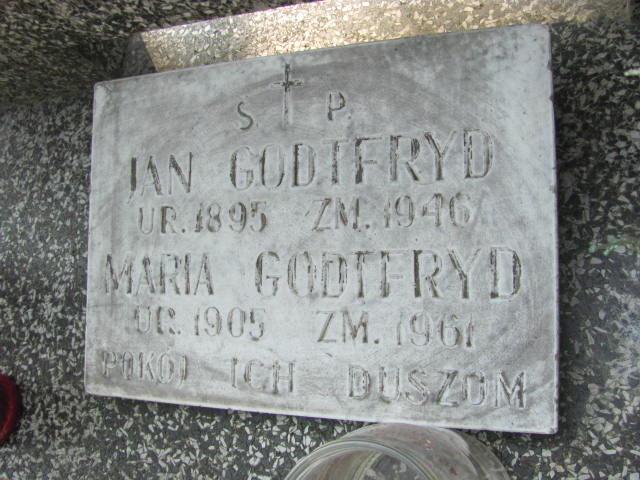 S P.
JAN GODTFRYD
UR. 1895 ZM. 1946
MARIA GODTFRYD
UR. 1905 ZM. 1961
POKÓJ ICH DUSZOM